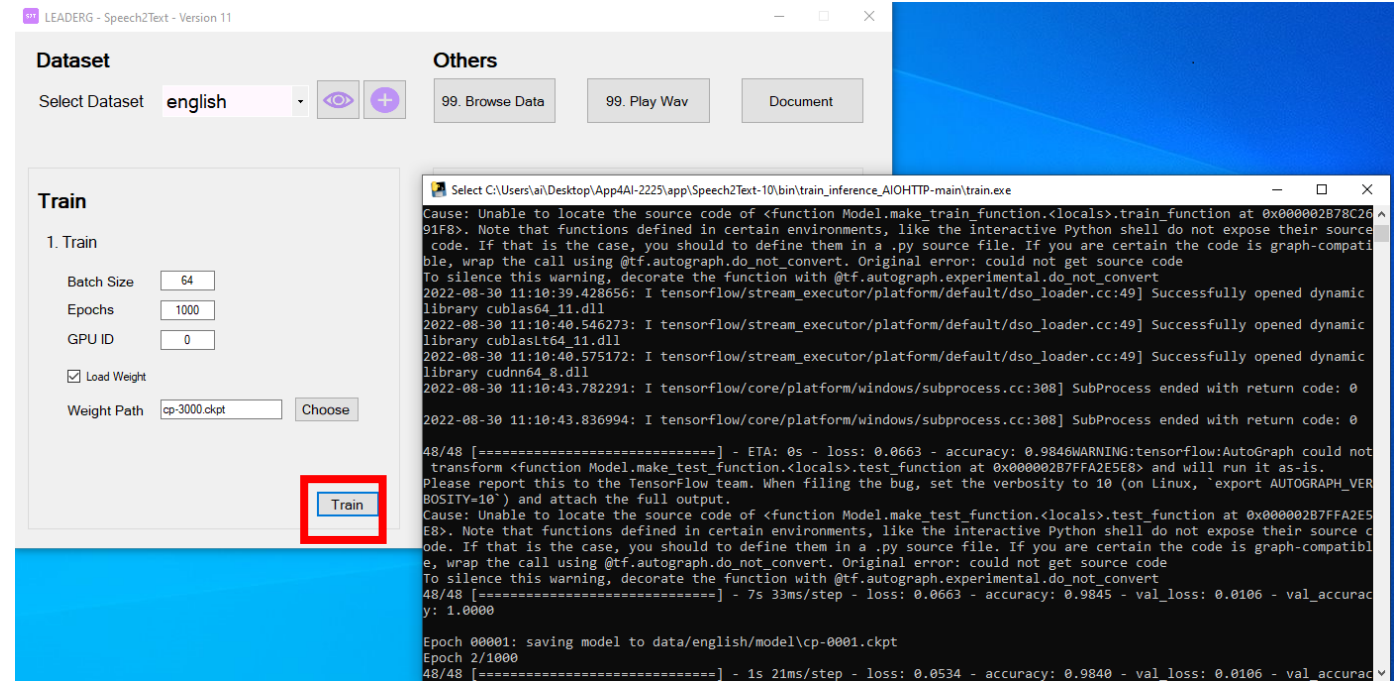 S2T LEADERG - Speech2Text - Version 11
Dataset
Select Dataset english
Others
99. Browse Data 99. Play Wav Document
Train
1. Train
Batch Size 64
Epochs 1000
GPU ID 0
Load Weight
Weight Path cp-3000.ckpt Choose
Train
Select C:\Users\ai\Desktop\App4AI-2225\app\Speech2Text-10\bin\train_inference_AIOHTTP-main\train.exe
Cause: Unable to locate the source code of <function Model.make_train_function.<locals>.train_function at 0x000002B78C26
91F8>. Note that functions defined in certain environments, like the interactive Python shell do not expose their source
code. If that is the case, you should to define them in a .py source file. If you are certain the code is graph-compati
ble, wrap the call using @tf.autograph.do_not_convert. Original error: could not get source code
To silence this warning, decorate the function with @tf.autograph.experimental.do_not_convert
2022-08-30 11:10:39.428656: I tensorflow/stream_executor/platform/default/dso_loader.cc:49] Successfully opened dynamic
library cublas64_11.dll
2022-08-30 11:10:40.546273: I tensorflow/stream_executor/platform/default/dso_loader.cc:49] Successfully opened dynamic
library cublasLt64_11.dll
2022-08-30 11:10:40.575172: I tensorflow/stream_executor/platform/default/dso_loader.cc:49] Successfully opened dynamic
library cudnn64_8.dll
2022-08-30 11:10:43.782291: I tensorflow/core/platform/windows/subprocess.cc:308] SubProcess ended with return code: 0
2022-08-30 11:10:43.836994: I tensorflow/core/platform/windows/subprocess.cc:308] SubProcess ended with return code: 0
48/48 [==============================] - ETA: 0s - loss: 0.0663 - accuracy: 0.9846WARNING:tensorflow:AutoGraph could not
transform <function Model.make_test_function.<locals>.test_function at 0x000002B7FFA2E5E8> and will run it as-is.
Please report this to the TensorFlow team. When filing the bug, set the verbosity to 10 (on Linux, `export AUTOGRAPH_VER
BOSITY=10`) and attach the full output.
Cause: Unable to locate the source code of <function Model.make_test_function.<locals>.test_function at 0x000002B7FFA2E5
E8>. Note that functions defined in certain environments, like the interactive Python shell do not expose their source c
ode. If that is the case, you should to define them in a .py source file. If you are certain the code is graph-compatibl
e, wrap the call using @tf.autograph.do_not_convert. Original error: could not get source code
To silence this warning, decorate the function with @tf.autograph.experimental.do_not_convert
48/48 [==============================] - 7s 33ms/step - loss: 0.0663 - accuracy: 0.9845 - val_loss: 0.0106 - val_accurac
y: 1.0000
Epoch 00001: saving model to data/english/model\cp-0001.ckpt
Epoch 2/1000
48/48 [==============================] - 1s 21ms/step - loss: 0.0534 - accuracy: 0.9840 - val_loss: 0.0106 - val_accurac